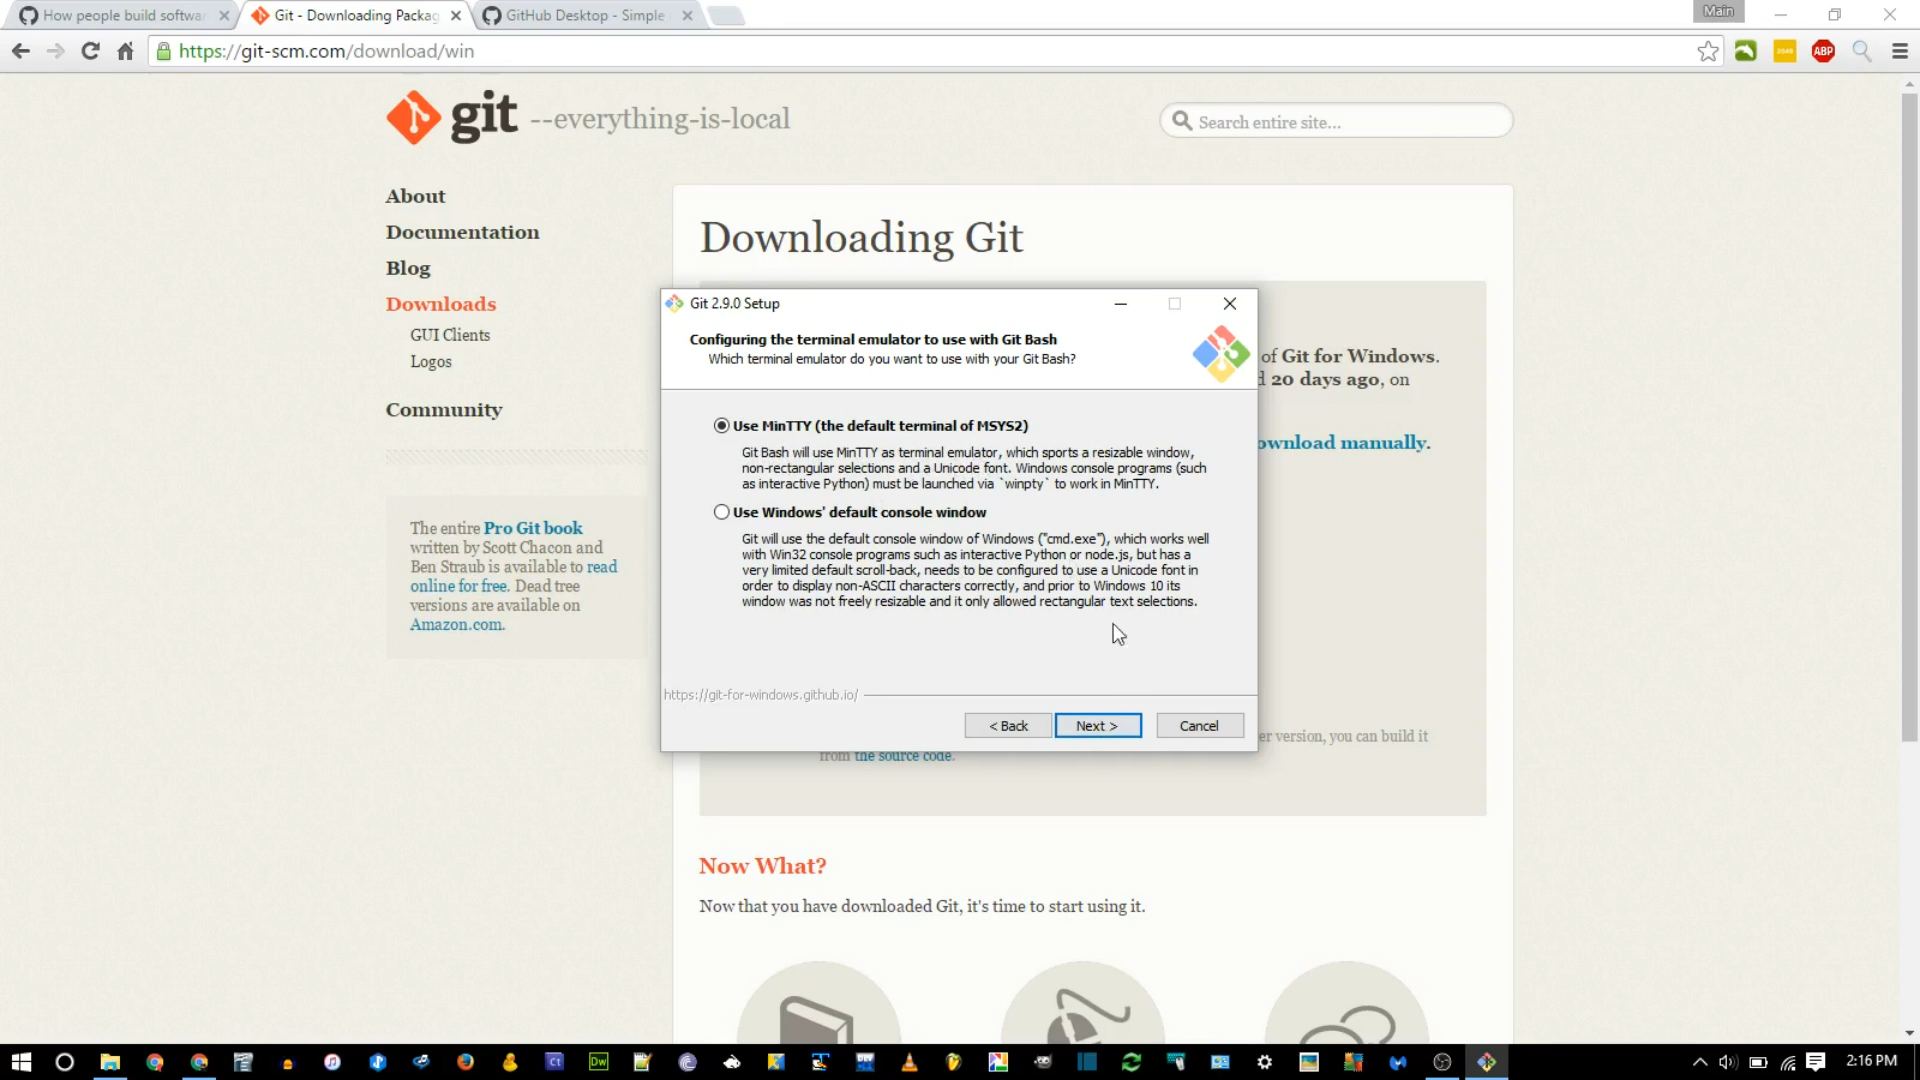 How people build softwar
Git - Downloading Packag
GitHub Desktop - Simple
Main
https://git-scm.com/download/win
ABP
git --everything-is-local
Search entire site...
About
Documentation
Blog
Downloads
GUI Clients
Logos
Community
The entire Pro Git book
written by Scott Chacon and
Ben Straub is available to read
online for free. Dead tree
versions are available on
Amazon.com.
Downloading Git
of Git for Windows.
20 days ago, on
ownload manually.
Git 2.9.0 Setup
Configuring the terminal emulator to use with Git Bash
Which terminal emulator do you want to use with your Git Bash?
Use MinTTY (the default terminal of MSYS2)
Git Bash will use MinTTY as terminal emulator, which sports a resizable window,
non-rectangular selections and a Unicode font. Windows console programs (such
as interactive Python) must be launched via `winpty` to work in MinTTY.
Use Windows' default console window
Git will use the default console window of Windows ("cmd.exe"), which works well
with Win32 console programs such as interactive Python or node.js, but has a
very limited default scroll-back, needs to be configured to use a Unicode font in
order to display non-ASCII characters correctly, and prior to Windows 10 its
window was not freely resizable and it only allowed rectangular text selections.
https://git-for-windows.github.io/
< Back
Next >
Cancel
er version, you can build it
from the source code.
Now What?
Now that you have downloaded Git, it's time to start using it.
Ct
Dw
2:16 PM